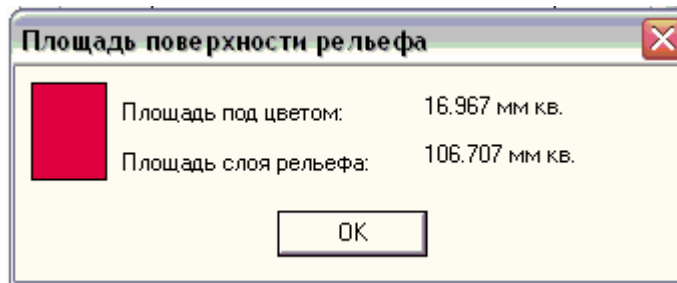 Площадь поверхности рельефа
Площадь под цветом: 16.967 мм кв.
Площадь слоя рельефа: 106.707 мм кв.
OK